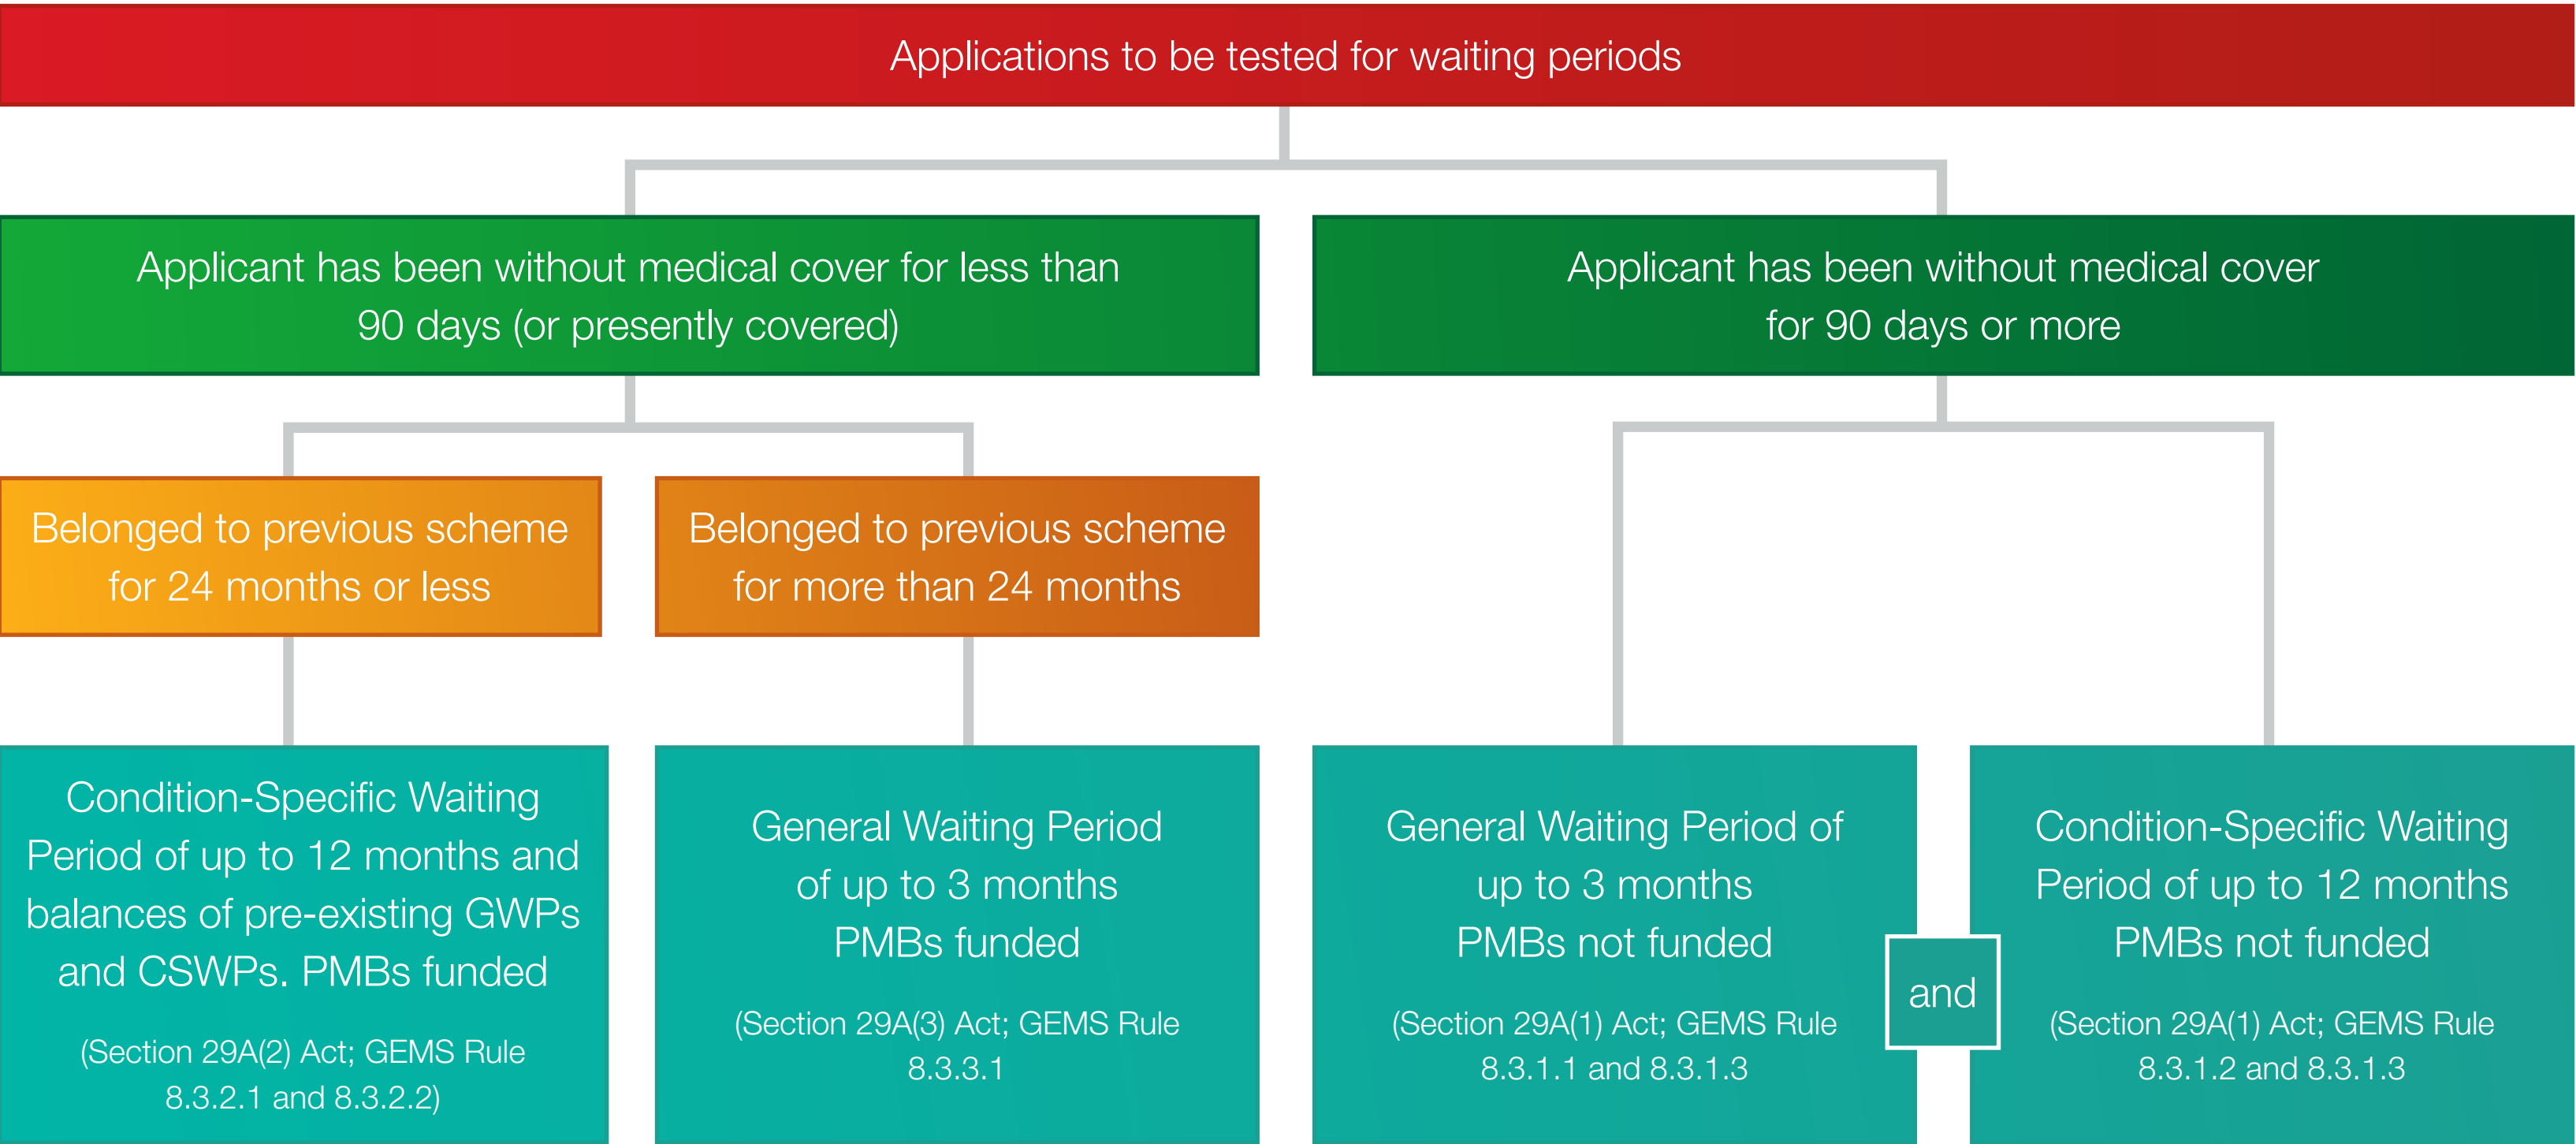 Applications to be tested for waiting periods
Applicant has been without medical cover for less than
90 days (or presently covered)
Applicant has been without medical cover
for 90 days or more
Belonged to previous scheme
for 24 months or less
Belonged to previous scheme
for more than 24 months
Condition-Specific Waiting
Period of up to 12 months and
balances of pre-existing GWPs
and CSWPs. PMBs funded
(Section 29A(2) Act; GEMS Rule
8.3.2.1 and 8.3.2.2)
General Waiting Period
of up to 3 months
PMBs funded
(Section 29A(3) Act; GEMS Rule
8.3.3.1
General Waiting Period of
up to 3 months
PMBs not funded
(Section 29A(1) Act; GEMS Rule
8.3.1.1 and 8.3.1.3
and
Condition-Specific Waiting
Period of up to 12 months
PMBs not funded
(Section 29A(1) Act; GEMS Rule
8.3.1.2 and 8.3.1.3